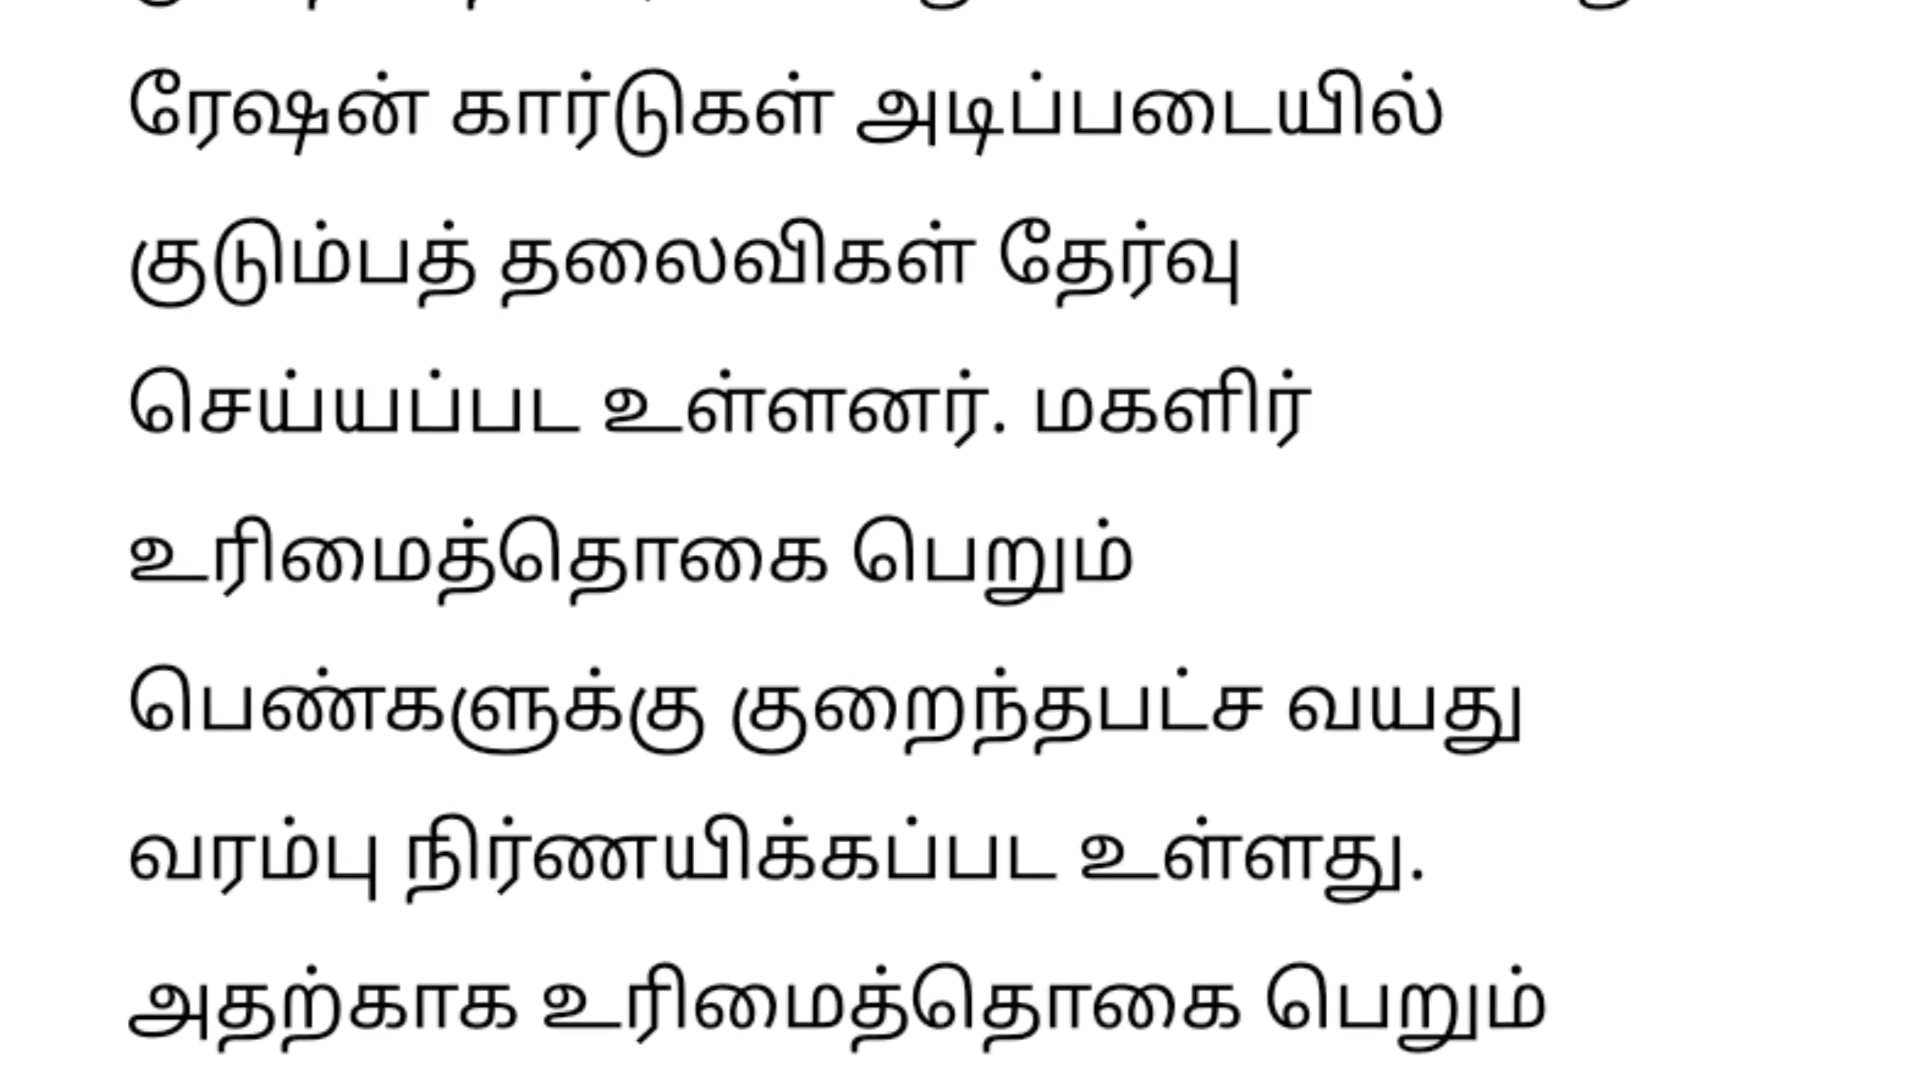 ரேஷன் கார்டுகள் அடிப்படையில்
குடும்பத் தலைவிகள் தேர்வு
செய்யப்பட உள்ளனர். மகளிர்
உரிமைத்தொகை பெறும்
பெண்களுக்கு குறைந்தபட்ச வயது
வரம்பு நிர்ணயிக்கப்பட உள்ளது.
அதற்காக உரிமைத்தொகை பெறும்